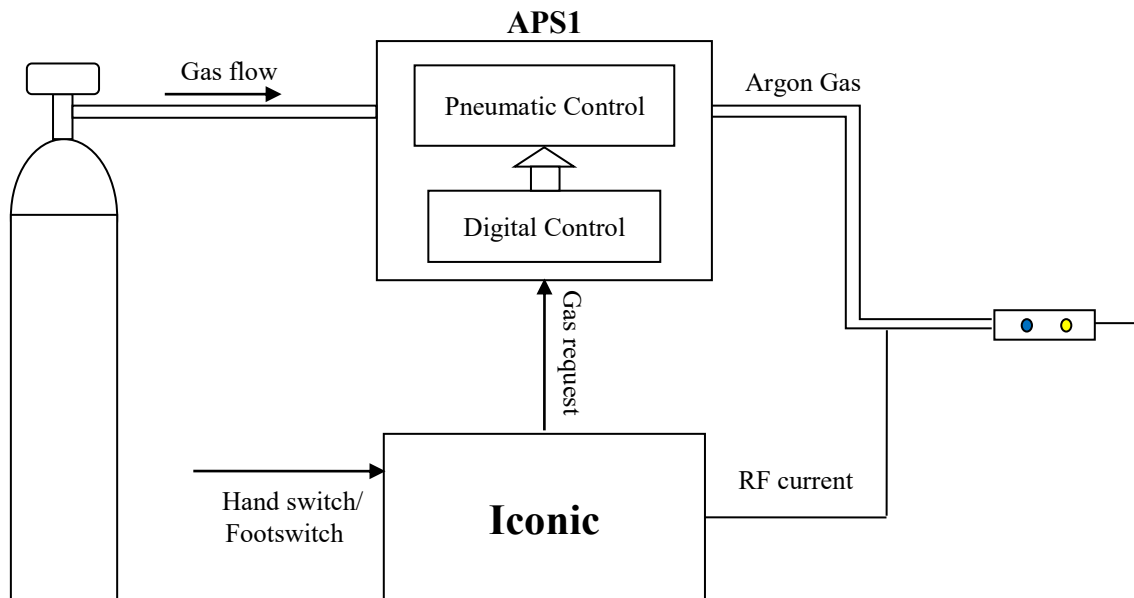 APS1
Gas flow
Pneumatic Control
Argon Gas
Digital Control
Gas request
Hand switch/
Footswitch
Iconic
RF current